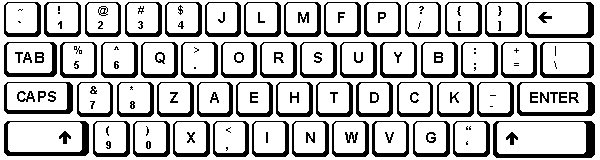 ~ ` ! 1 @ 2 # 3 $ 4 J L M F P ? / { [ } ] ←
TAB % 5 ^ 6 Q > . O R S U Y B : ; + = | \
CAPS & 7 * 8 Z A E H T D C K _ - ENTER
↑ ( 9 ) 0 X < , I N W V G " ' ↑